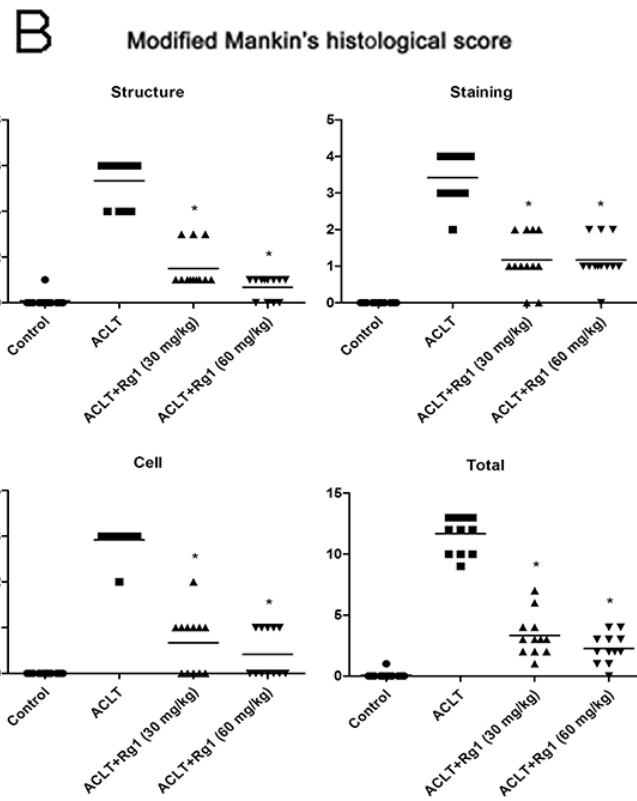 B
Modified Mankin's histological score
Structure
*
*
Control
ACLT
ACLT+Rg1 (30 mg/kg)
ACLT+Rg1 (60 mg/kg)
Staining
5
4
3
2
1
0
*
*
Control
ACLT
ACLT+Rg1 (30 mg/kg)
ACLT+Rg1 (60 mg/kg)
Cell
*
*
Control
ACLT
ACLT+Rg1 (30 mg/kg)
ACLT+Rg1 (60 mg/kg)
Total
15
10
5
0
*
*
Control
ACLT
ACLT+Rg1 (30 mg/kg)
ACLT+Rg1 (60 mg/kg)